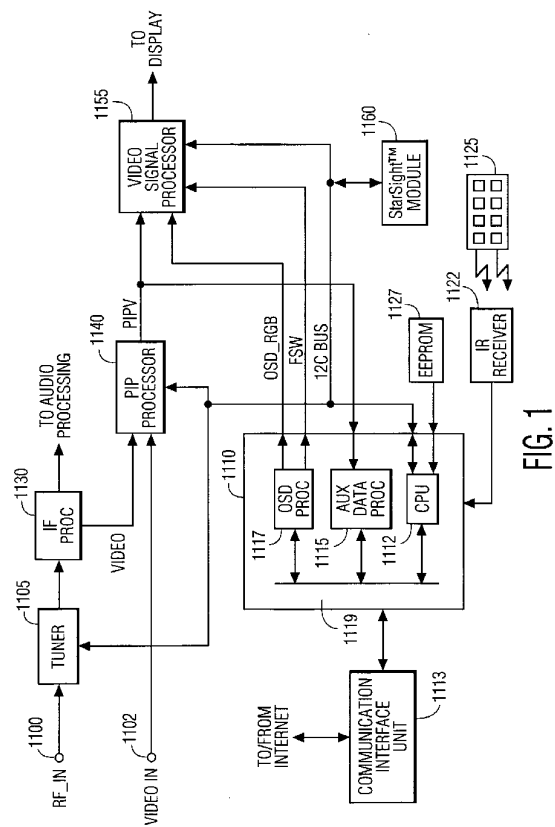 RF_IN
1100
VIDEO IN
1102
1105
TUNER
1130
IF
PROC
TO AUDIO
PROCESSING
VIDEO
1140
PIP
PROCESSOR
PIPV
1155
VIDEO
SIGNAL
PROCESSOR
TO
DISPLAY
OSD_RGB
FSW
12C BUS
1110
1117
OSD
PROC
1115
AUX
DATA
PROC
1112
CPU
1119
TO/FROM
INTERNET
COMMUNICATION
INTERFACE
UNIT
1113
1127
EEPROM
1122
IR
RECEIVER
1160
StarSight™
MODULE
1125
FIG. 1